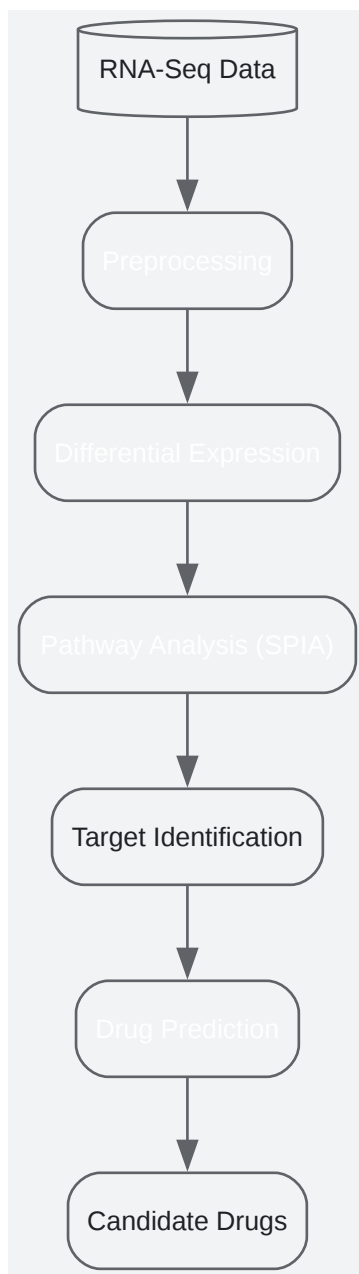 RNA-Seq Data
Preprocessing
Differential Expression
Pathway Analysis (SPIA)
Target Identification
Drug Prediction
Candidate Drugs